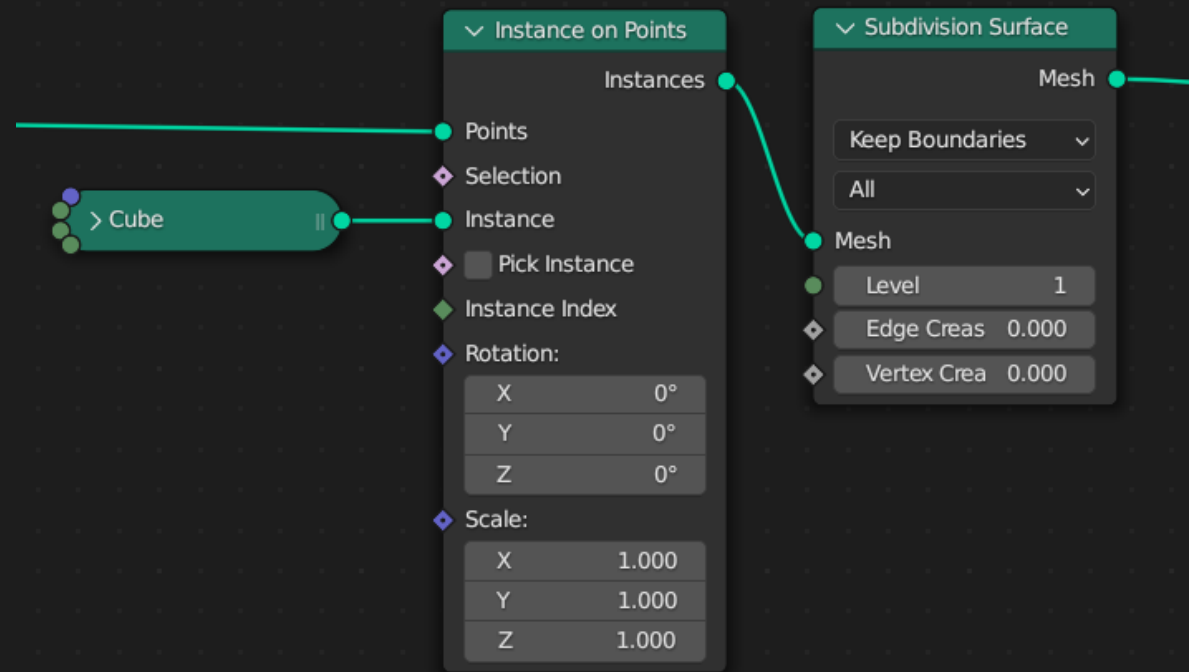 Cube
Instance on Points
Instances
Points
Selection
Instance
Pick Instance
Instance Index
Rotation:
X 0°
Y 0°
Z 0°
Scale:
X 1.000
Y 1.000
Z 1.000
Subdivision Surface
Mesh
Keep Boundaries
All
Mesh
Level 1
Edge Creas 0.000
Vertex Crea 0.000